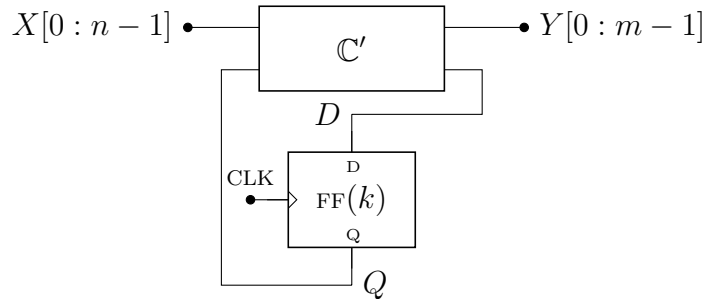 X[0 : n − 1]
ℂ′
Y[0 : m − 1]
D
D
CLK
FF(k)
Q
Q